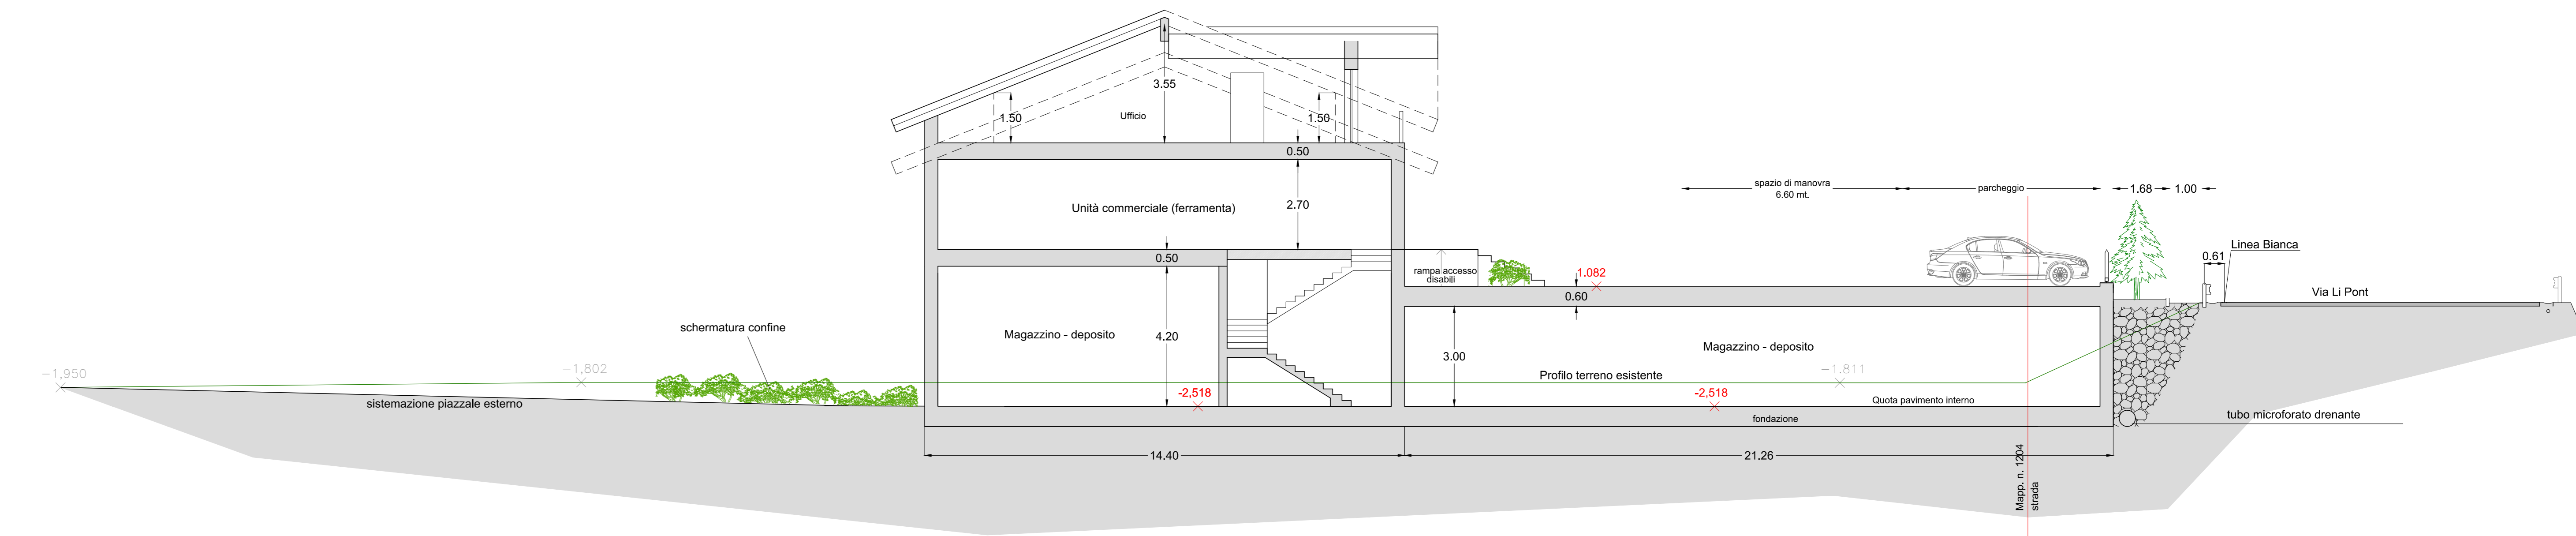 3.55
1.50
Ufficio
1.50
0.50
Unità commerciale (ferramenta)
2.70
0.50
spazio di manovra
6.60 mt.
parcheggio
1.68
1.00
Linea Bianca
0.61
Via Li Pont
rampa accesso
disabili
1.082
0.60
schermatura confine
Magazzino - deposito
4.20
3.00
Magazzino - deposito
-1,950
-1,802
Profilo terreno esistente
-1.811
sistemazione piazzale esterno
-2,518
-2,518
Quota pavimento interno
fondazione
tubo microforato drenante
14.40
21.26
Mapp. n. 1204
strada